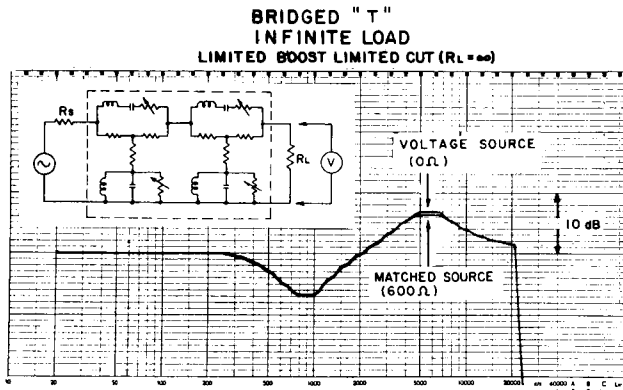 BRIDGED "T"
INFINITE LOAD
LIMITED BOOST LIMITED CUT (RL = ∞)
RS
RL
V
VOLTAGE SOURCE
(0Ω)
10 dB
MATCHED SOURCE
(600Ω)
20 50 100 200 500 1000 2000 5000 10000 20000 40000 A B C